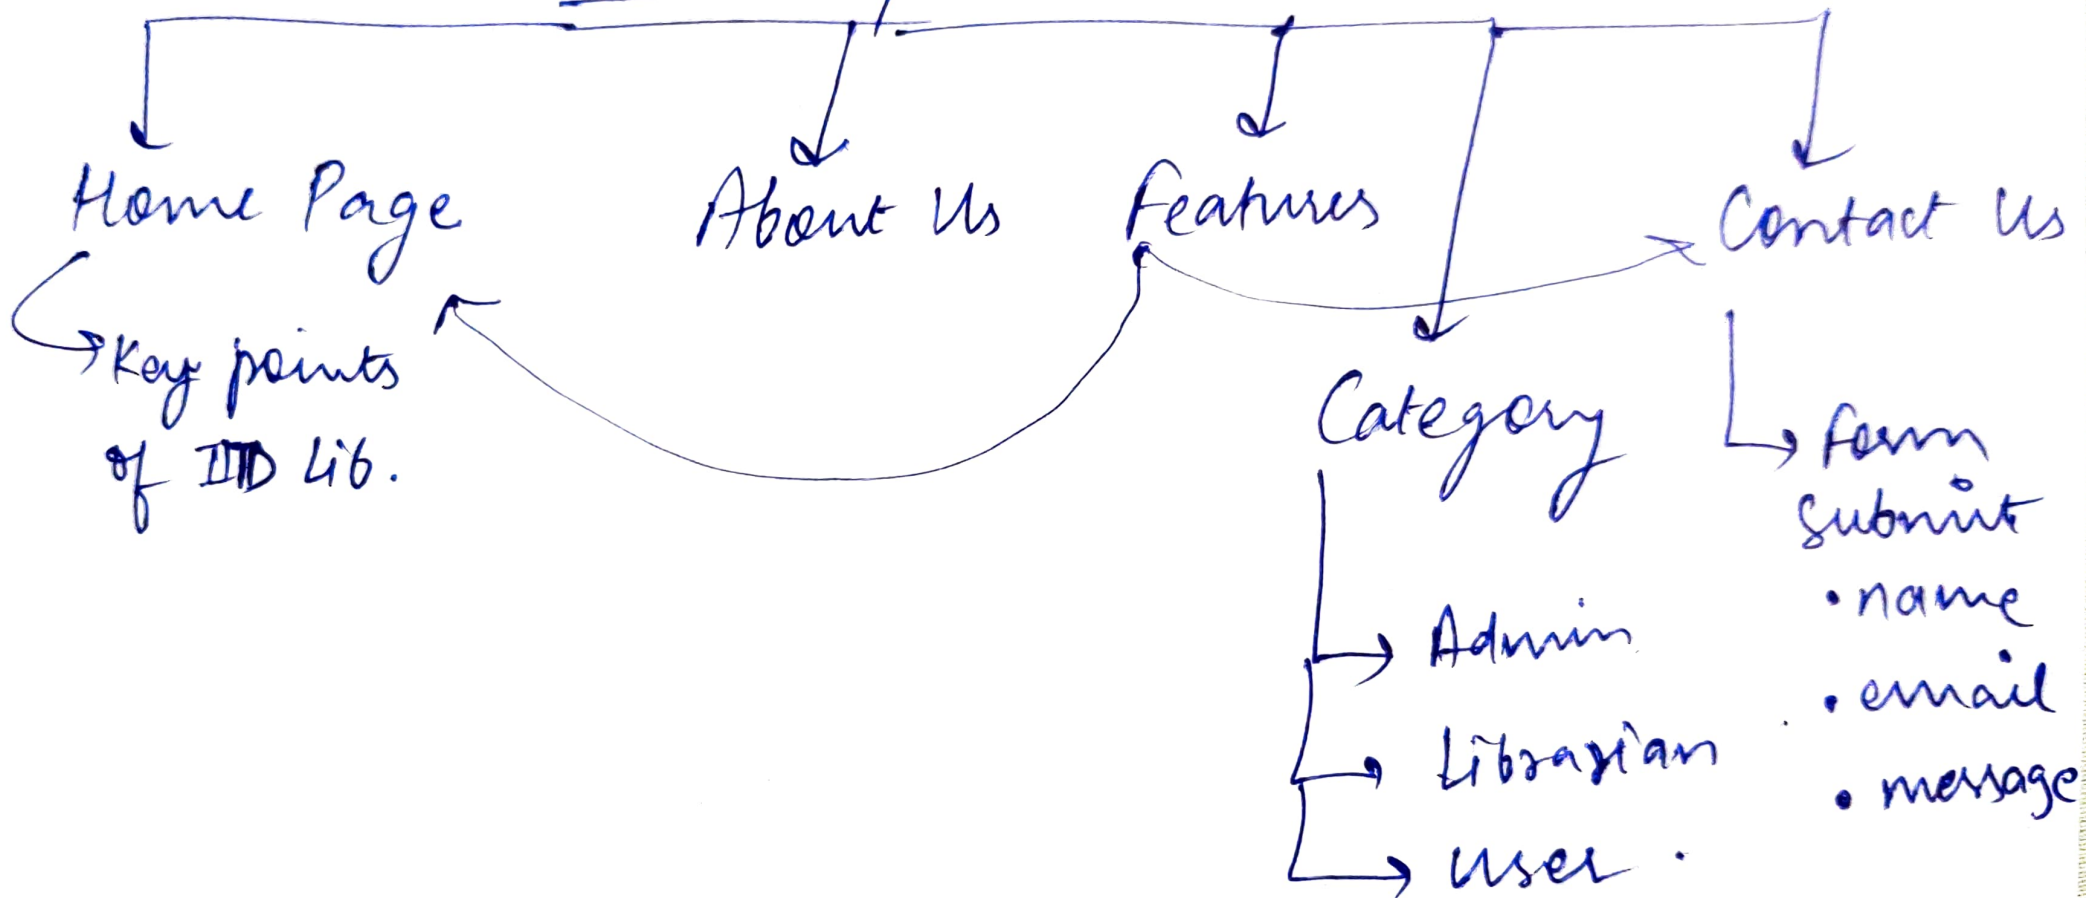 Home Page
About Us
Features
Contact Us
Key points
of IITD Lib.
Category
Form
submit
• name
• email
• message
Admin
Librarian
User